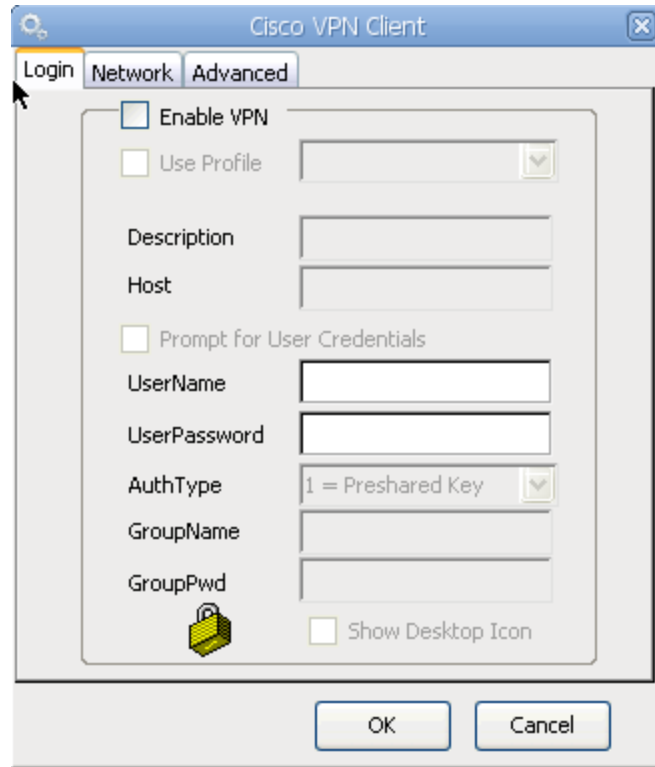 Cisco VPN Client
Login Network Advanced
Enable VPN
Use Profile
Description
Host
Prompt for User Credentials
UserName
UserPassword
AuthType 1 = Preshared Key
GroupName
GroupPwd
Show Desktop Icon
OK Cancel